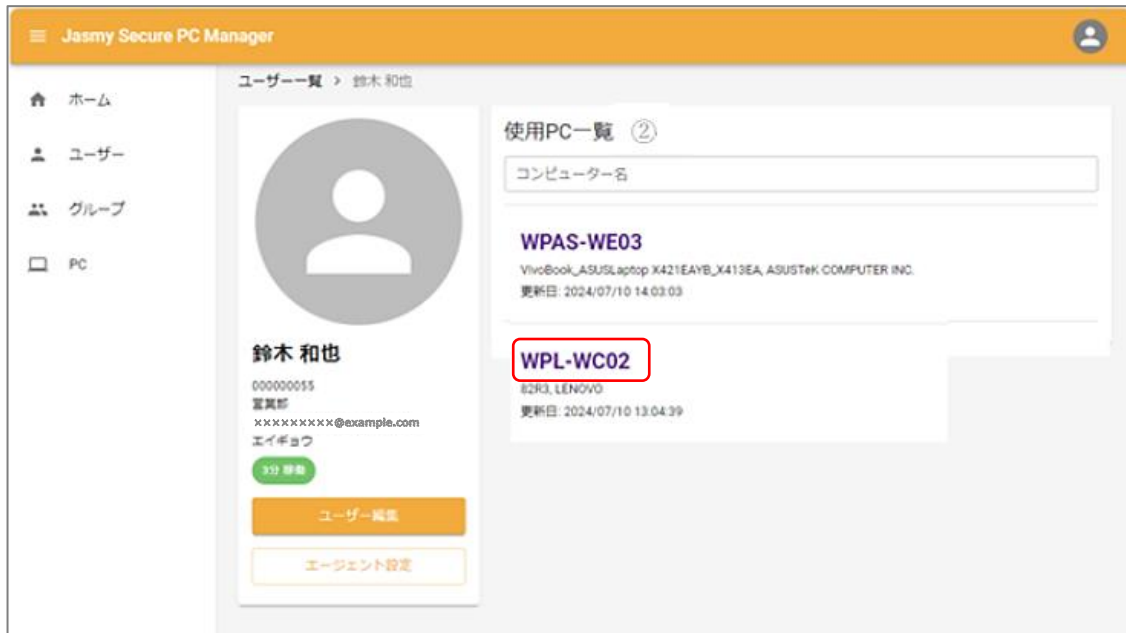 Jasmy Secure PC Manager
ホーム
ユーザー
グループ
PC
ユーザー一覧 > 鈴木 和也
鈴木 和也
000000055
営業部
×××××××××@example.com
エイギョウ
3分 稼働
ユーザー編集
エージェント設定
使用PC一覧 ②
コンピューター名
WPAS-WE03
VivoBook_ASUSLaptop X421EAYB_X413EA, ASUSTeK COMPUTER INC.
更新日: 2024/07/10 14:03:03
WPL-WC02
82R3, LENOVO
更新日: 2024/07/10 13:04:39